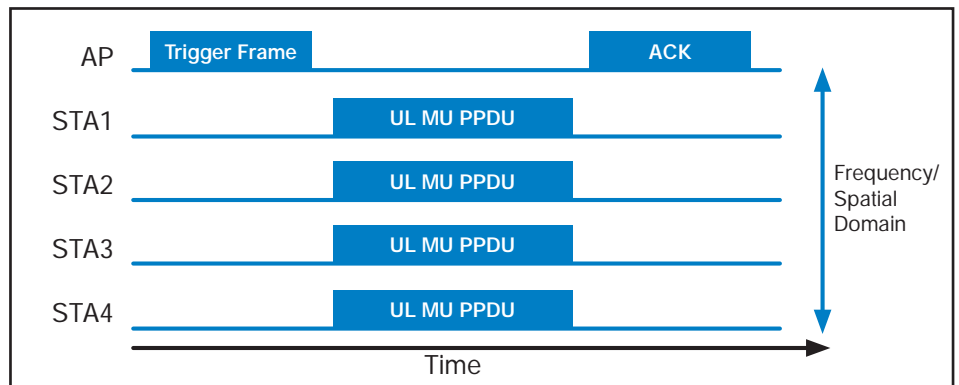 AP
Trigger Frame
ACK
STA1
UL MU PPDU
STA2
UL MU PPDU
STA3
UL MU PPDU
STA4
UL MU PPDU
Frequency/
Spatial
Domain
Time